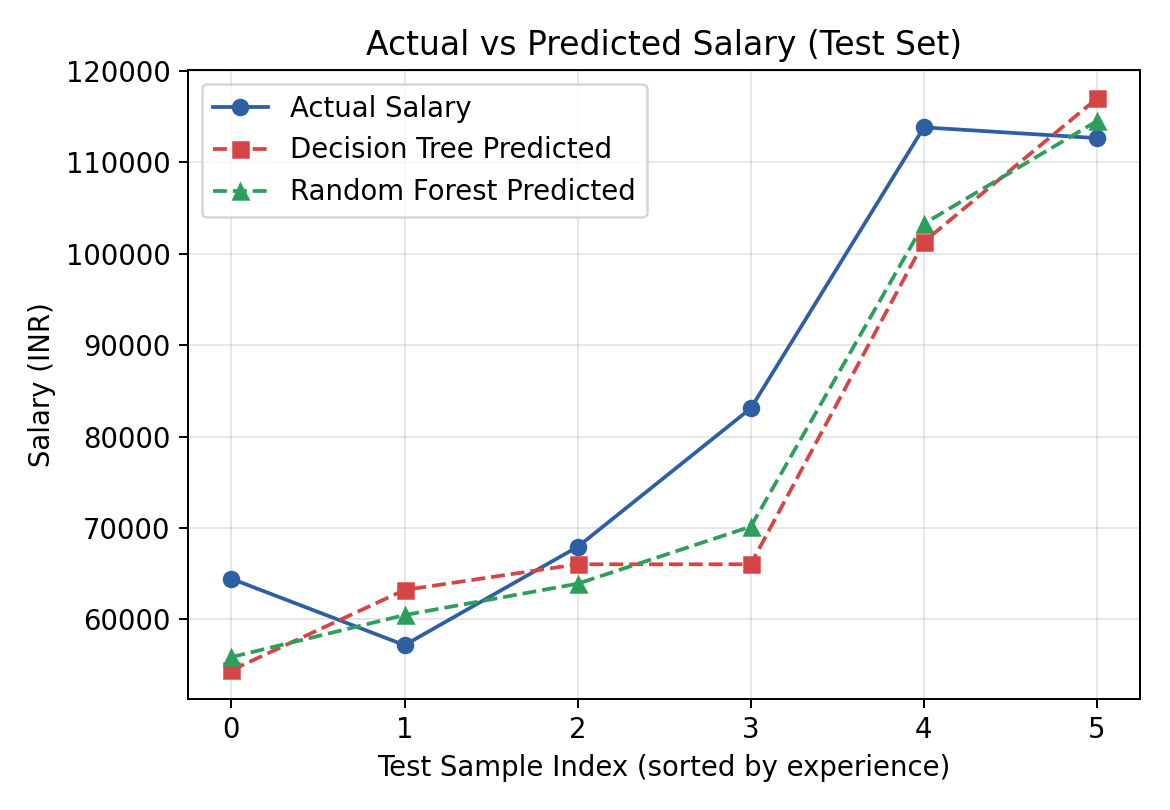 Actual vs Predicted Salary (Test Set)
Actual Salary
Decision Tree Predicted
Random Forest Predicted
Salary (INR)
120000
110000
100000
90000
80000
70000
60000
0 1 2 3 4 5
Test Sample Index (sorted by experience)